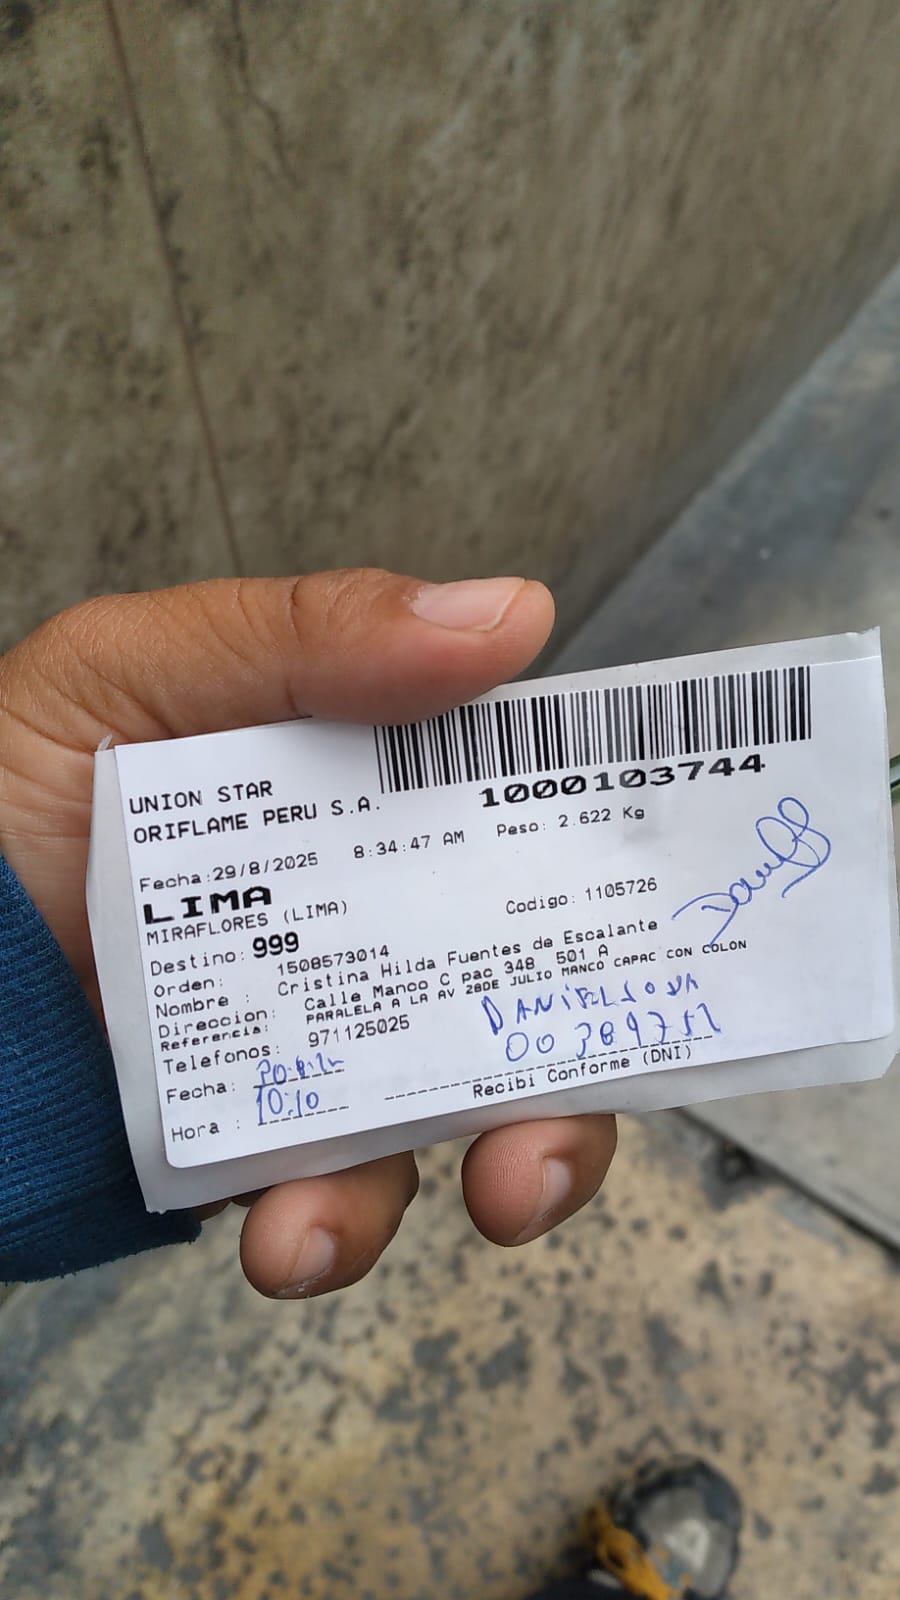 1000103744
UNION STAR
ORIFLAME PERU S.A.
Fecha:29/8/2025 8:34:47 AM Peso: 2.622 Kg
LIMA
MIRAFLORES (LIMA)
Codigo: 1105726
Destino: 999
Orden: 1508573014
Nombre : Cristina Hilda Fuentes de Escalante
Direccion: Calle Manco C pac 348 501 A
Referencia: PARALELA A LA AV 28DE JULIO MANCO CAPAC CON COLON
Telefonos: 971125025
Fecha:
Hora : 10:10
Recibi Conforme (DNI)